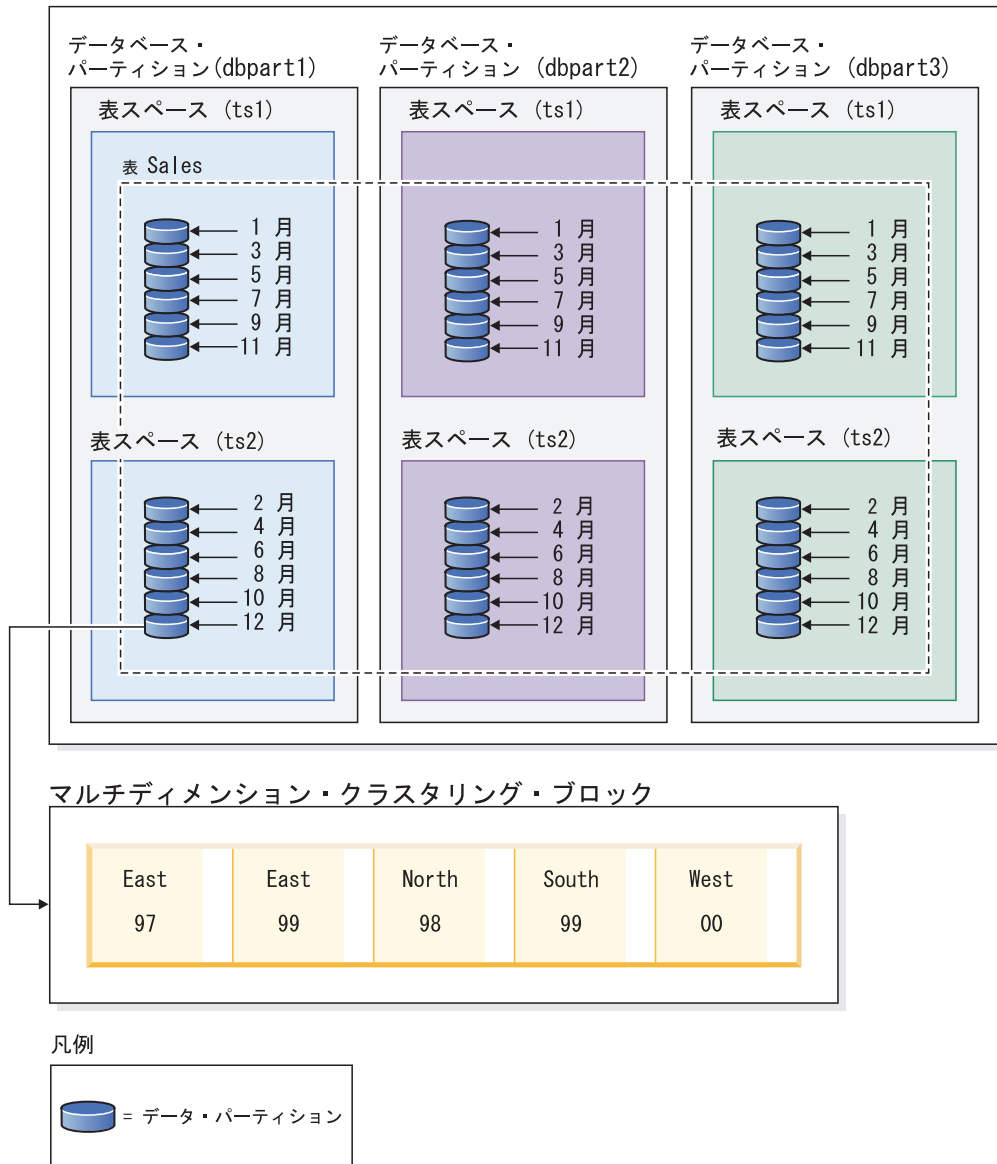 データベース・
パーティション(dbpart1)
表スペース (ts1)
表 Sales
1 月
3 月
5 月
7 月
9 月
11 月
表スペース (ts2)
2 月
4 月
6 月
8 月
10 月
12 月
データベース・
パーティション (dbpart2)
表スペース (ts1)
1 月
3 月
5 月
7 月
9 月
11 月
表スペース (ts2)
2 月
4 月
6 月
8 月
10 月
12 月
データベース・
パーティション (dbpart3)
表スペース (ts1)
1 月
3 月
5 月
7 月
9 月
11 月
表スペース (ts2)
2 月
4 月
6 月
8 月
10 月
12 月
マルチディメンション・クラスタリング・ブロック
East
97
East
99
North
98
South
99
West
00
凡例
= データ・パーティション